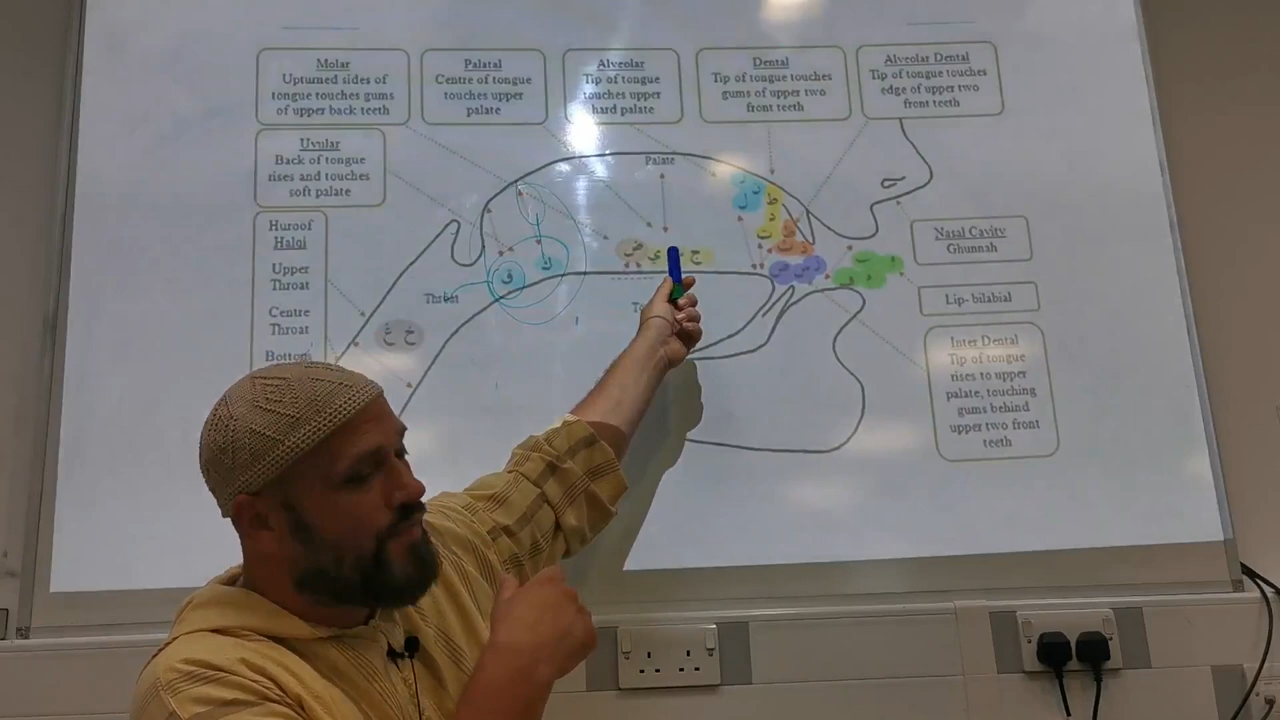 Molar
Upturned sides of
tongue touches gums
of upper back teeth
Palatal
Centre of tongue
touches upper
palate
Alveolar
Tip of tongue
touches upper
hard palate
Dental
Tip of tongue touches
gums of upper two
front teeth
Alveolar Dental
Tip of tongue touches
edge of upper two
front teeth
Uvular
Back of tongue
rises and touches
soft palate
Palate
Huroof
Halqi
Upper
Throat
Centre
Throat
Bottom
Throat
ق
ك
ض
ي
ج
ل
ط
د
ت
خ غ
Nasal Cavity
Ghunnah
Lip- bilabial
Inter Dental
Tip of tongue
rises to upper
palate, touching
gums behind
upper two front
teeth